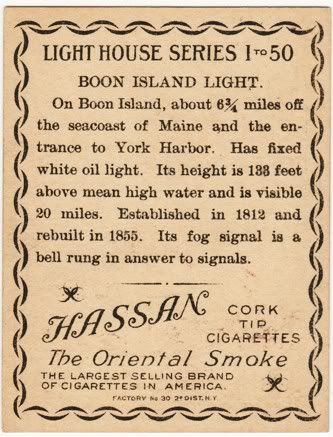 LIGHT HOUSE SERIES 1 TO 50
BOON ISLAND LIGHT.
On Boon Island, about 6¾ miles off
the seacoast of Maine and the en-
trance to York Harbor. Has fixed
white oil light. Its height is 133 feet
above mean high water and is visible
20 miles. Established in 1812 and
rebuilt in 1855. Its fog signal is a
bell rung in answer to signals.
HASSAN
CORK
TIP
CIGARETTES
The Oriental Smoke
THE LARGEST SELLING BRAND
OF CIGARETTES IN AMERICA.
FACTORY No 30 2D DIST. N.Y.